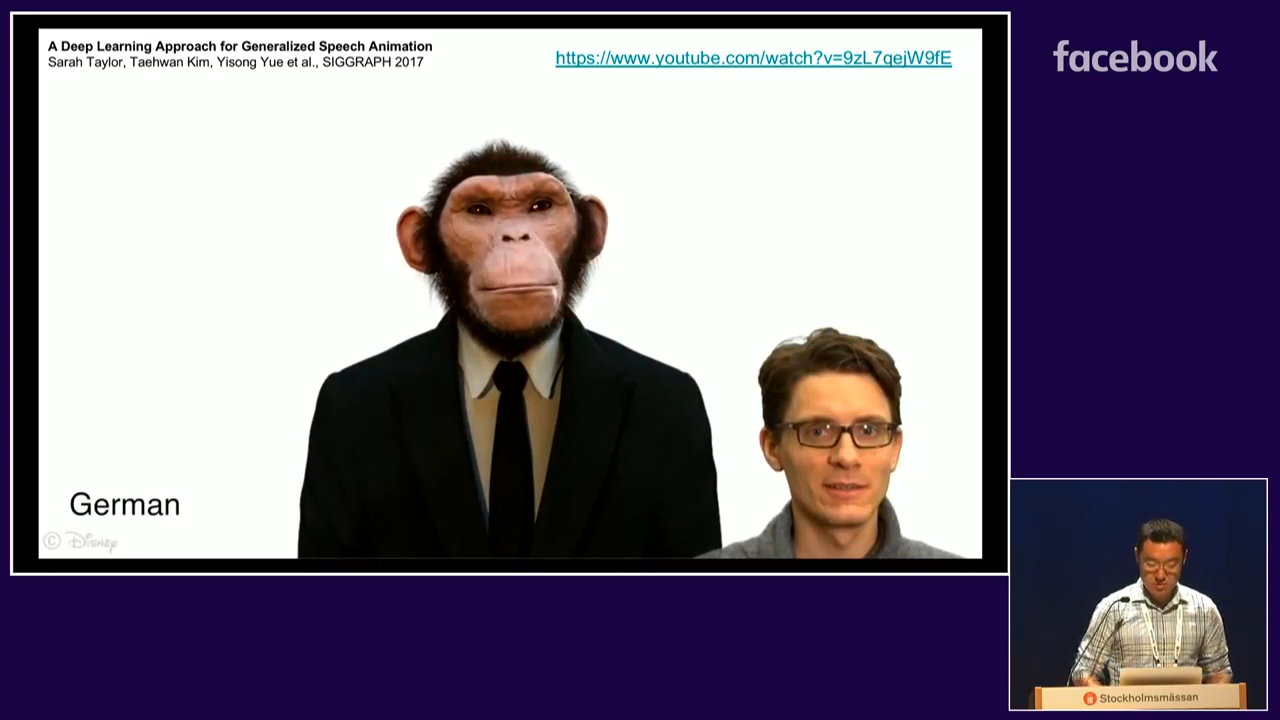 A Deep Learning Approach for Generalized Speech Animation
Sarah Taylor, Taehwan Kim, Yisong Yue et al., SIGGRAPH 2017
https://www.youtube.com/watch?v=9zL7qejW9fE
facebook
German
© Disney
Stockholmsmässan